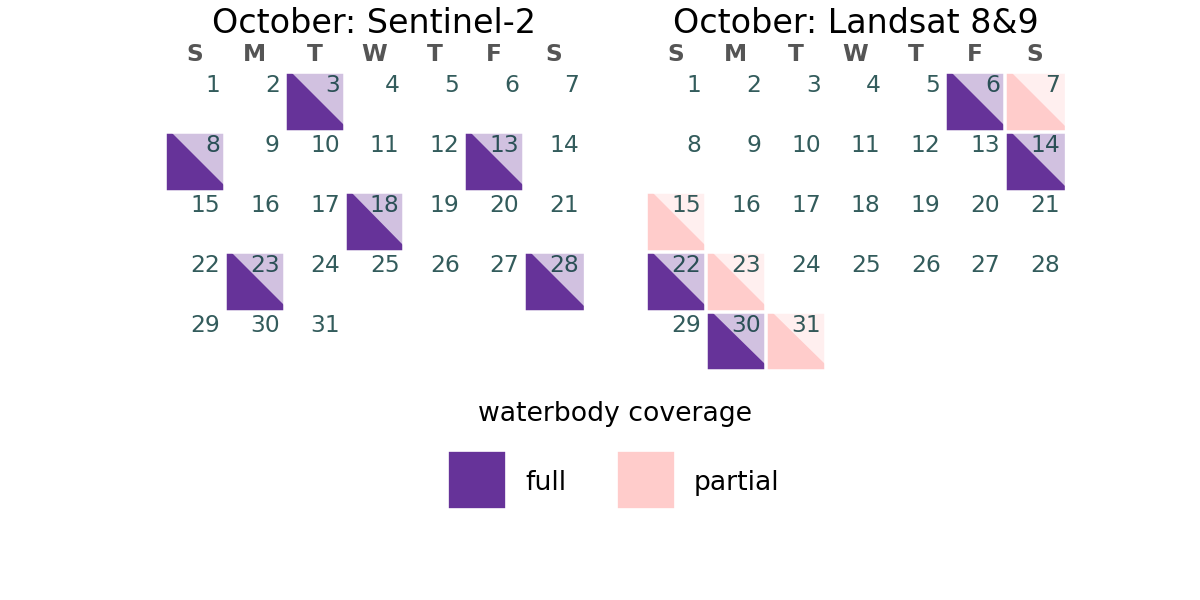 October: Sentinel-2
S M T W T F S
1 2 3 4 5 6 7
8 9 10 11 12 13 14
15 16 17 18 19 20 21
22 23 24 25 26 27 28
29 30 31
October: Landsat 8&9
S M T W T F S
1 2 3 4 5 6 7
8 9 10 11 12 13 14
15 16 17 18 19 20 21
22 23 24 25 26 27 28
29 30 31
waterbody coverage
full partial